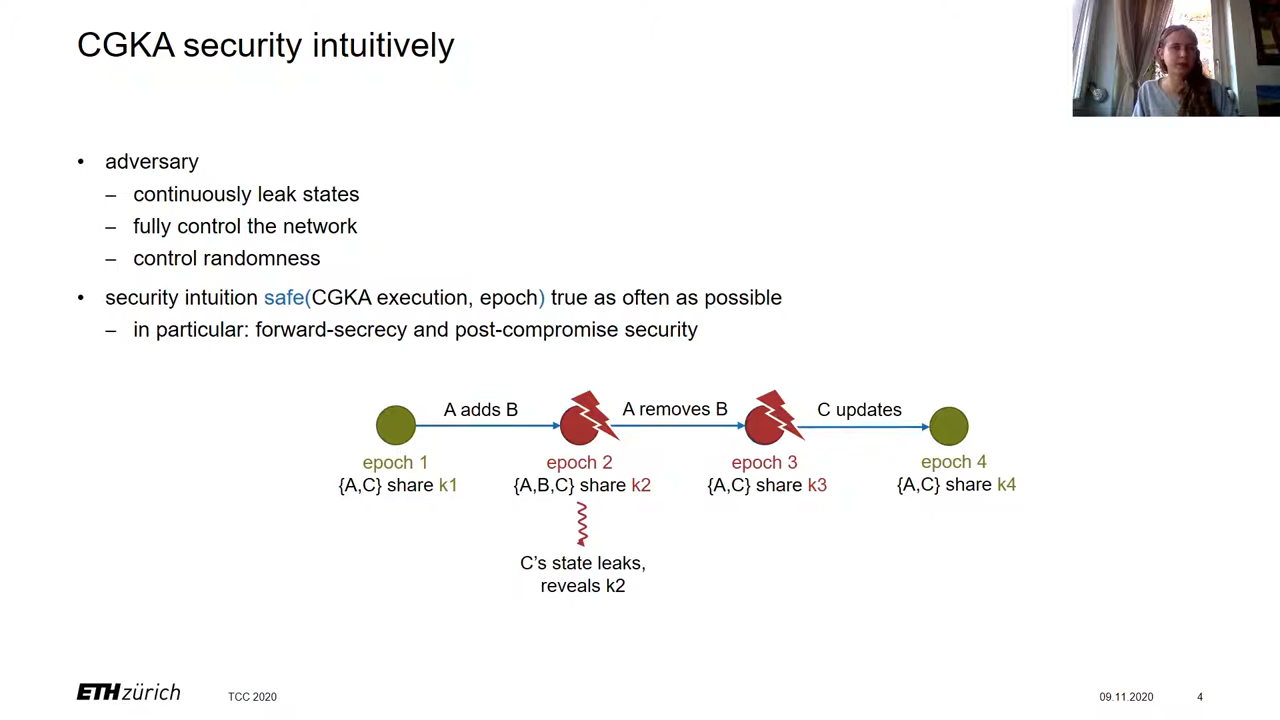 CGKA security intuitively
• adversary
– continuously leak states
– fully control the network
– control randomness
• security intuition safe(CGKA execution, epoch) true as often as possible
– in particular: forward-secrecy and post-compromise security
A adds B
A removes B
C updates
epoch 1
epoch 2
epoch 3
epoch 4
{A,C} share k1
{A,B,C} share k2
{A,C} share k3
{A,C} share k4
C's state leaks,
reveals k2
ETH zürich
TCC 2020
09.11.2020
4